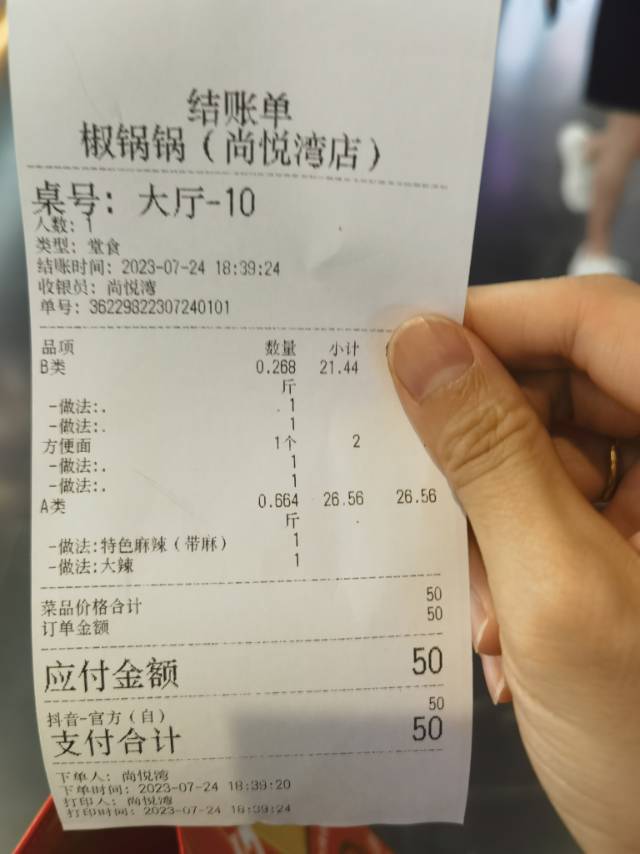 结账单
椒锅锅（尚悦湾店）
桌号: 大厅-10
人数: 1
类型: 堂食
结账时间: 2023-07-24 18:39:24
收银员: 尚悦湾
单号: 36229822307240101
品项 数量 小计
B类 0.268 21.44
斤
-做法:. 1
-做法:. 1
方便面 1个 2
-做法:. 1
-做法:. 1
A类 0.664 26.56 26.56
斤
-做法:特色麻辣（带麻） 1
-做法:大辣 1
菜品价格合计 50
订单金额 50
应付金额 50
抖音-官方（自） 50
支付合计 50
下单人: 尚悦湾
下单时间: 2023-07-24 18:39:20
打印人: 尚悦湾
打印时间: 2023-07-24 18:39:24